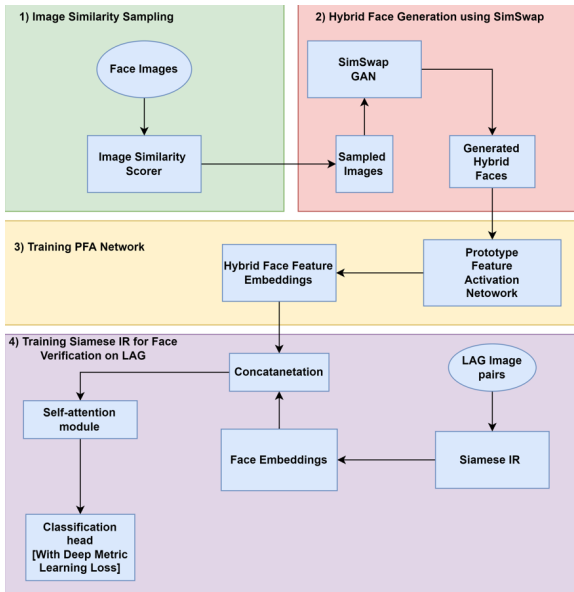 1) Image Similarity Sampling
2) Hybrid Face Generation using SimSwap
Face Images
SimSwap
GAN
Image Similarity
Scorer
Sampled
Images
Generated
Hybrid
Faces
3) Training PFA Network
Hybrid Face Feature
Embeddings
Prototype
Feature
Activation
Netowork
4) Training Siamese IR for Face
Verification on LAG
Concatanetation
LAG Image
pairs
Self-attention
module
Face Embeddings
Siamese IR
Classification
head
[With Deep Metric
Learning Loss]